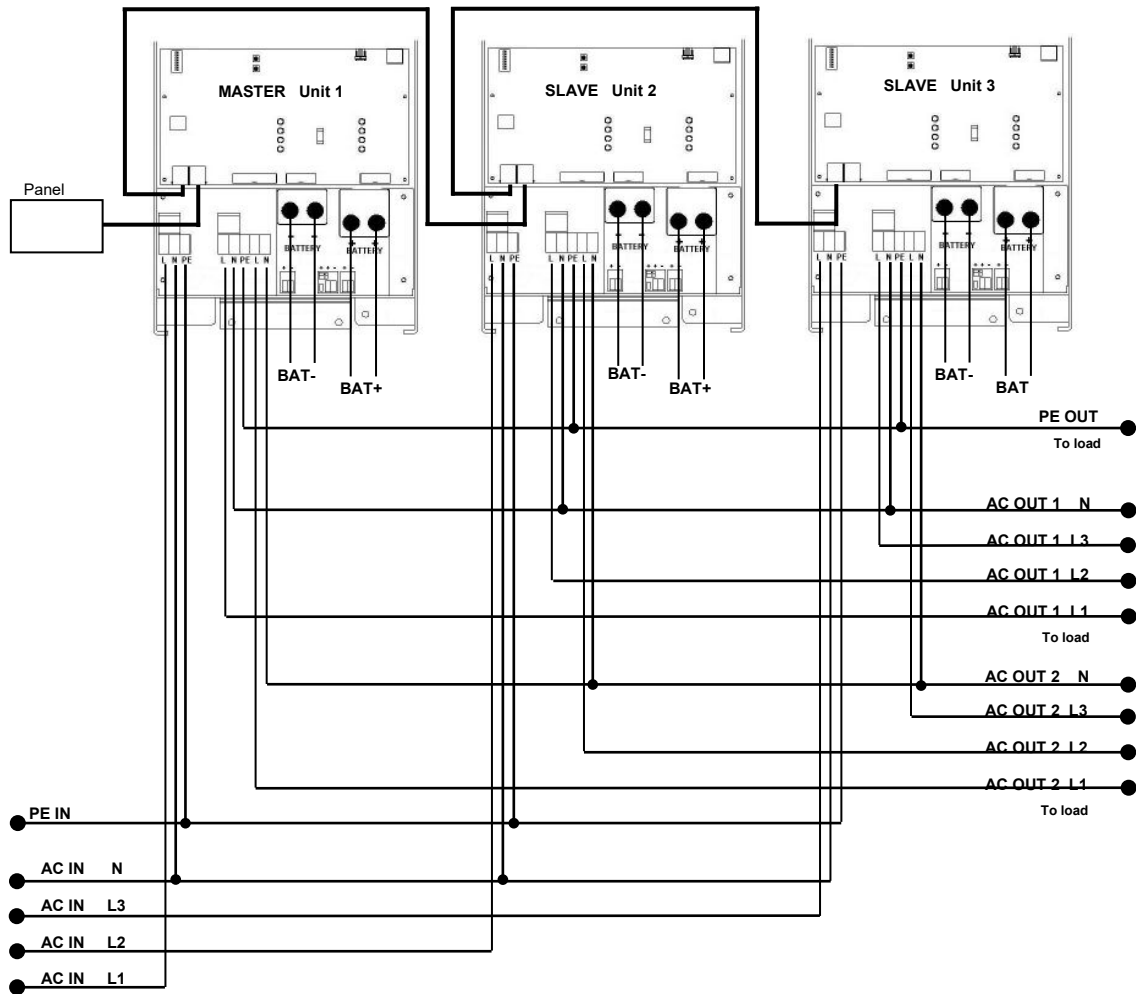 MASTER Unit 1
SLAVE Unit 2
SLAVE Unit 3
Panel
L N PE
L N PE L N
- -
BATTERY
+ +
BATTERY
+ - + + - + -
L N PE
L N PE L N
- -
BATTERY
+ +
BATTERY
+ - + + - + -
L N PE
L N PE L N
- -
BATTERY
+ +
BATTERY
+ - + + - + -
BAT-
BAT+
BAT-
BAT+
BAT-
BAT
PE OUT
To load
AC OUT 1 N
AC OUT 1 L3
AC OUT 1 L2
AC OUT 1 L1
To load
AC OUT 2 N
AC OUT 2 L3
AC OUT 2 L2
AC OUT 2 L1
To load
PE IN
AC IN N
AC IN L3
AC IN L2
AC IN L1